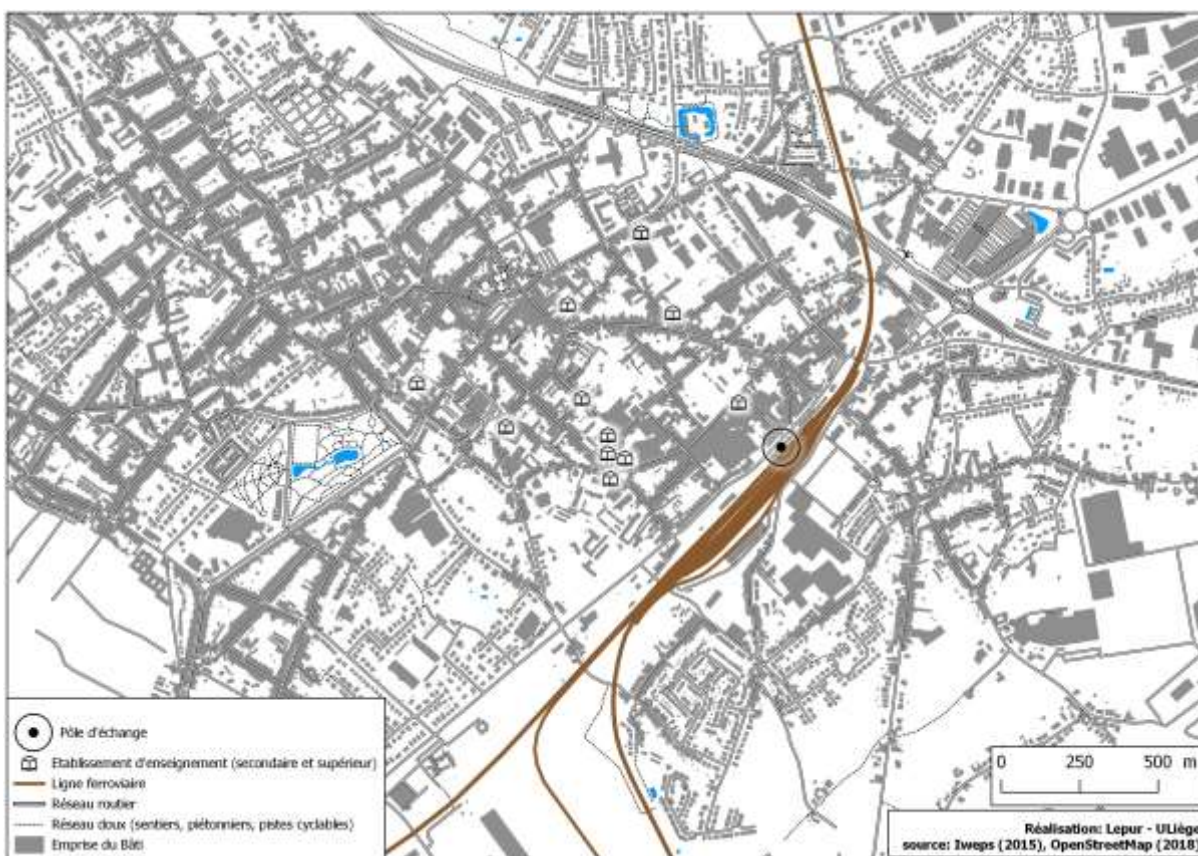 Pôle d'échange
Etablissement d'enseignement (secondaire et supérieur)
Ligne ferroviaire
Réseau routier
Réseau doux (sentiers, piétonniers, pistes cyclables)
Emprise du Bâti
0 250 500 m
Réalisation: Lepur - ULiège
source: Iweps (2015), OpenStreetMap (2018)